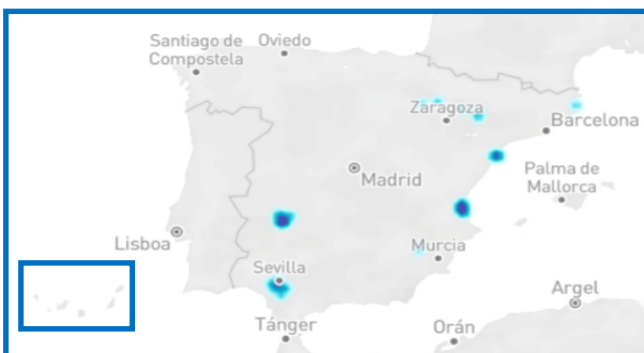 Santiago de
Compostela
Oviedo
Zaragoza
Barcelona
Madrid
Palma de
Mallorca
Lisboa
Murcia
Sevilla
Argel
Tánger
Orán